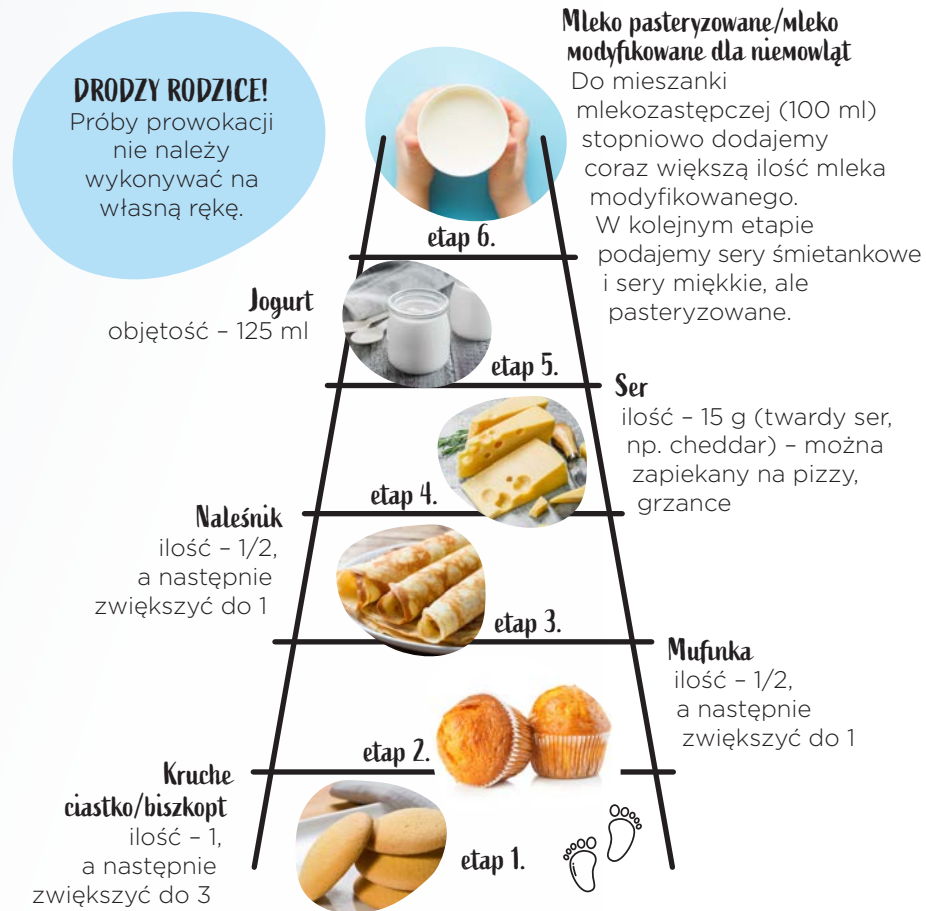 DRODZY RODZICE!
Próby prowokacji
nie należy
wykonywać na
własną rękę.
Mleko pasteryzowane/mleko
modyfikowane dla niemowląt
Do mieszanki
mlekozastępczej (100 ml)
stopniowo dodajemy
coraz większą ilość mleka
modyfikowanego.
W kolejnym etapie
podajemy sery śmietankowe
i sery miękkie, ale
pasteryzowane.
etap 6.
Jogurt
objętość – 125 ml
etap 5.
Ser
ilość – 15 g (twardy ser,
np. cheddar) – można
zapiekany na pizzy,
grzance
etap 4.
Naleśnik
ilość – 1/2,
a następnie
zwiększyć do 1
etap 3.
Mufinka
ilość – 1/2,
a następnie
zwiększyć do 1
etap 2.
Kruche
ciastko/biszkopt
ilość – 1,
a następnie
zwiększyć do 3
etap 1.